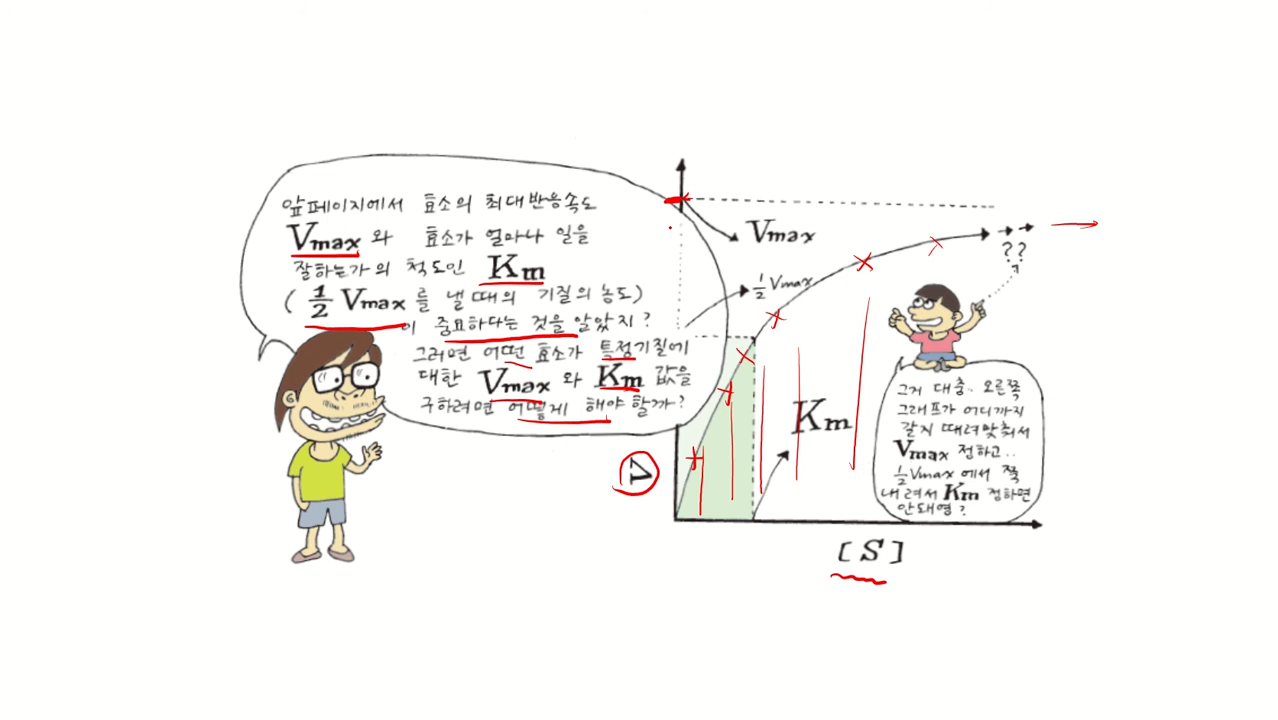 앞페이지에서 효소의 최대반응속도
Vmax 와 효소가 얼마나 일을
잘하는가의 척도인 Km
( 1/2 Vmax 를 낼때의 기질의 농도)
이 중요하다는 것을 알았지?
그러면 어떤 효소가 특정기질에
대한 Vmax 와 Km 값을
구하려면 어떻게 해야 할까?
Vmax
1/2 Vmax
??
Km
V
[S]
그거 대충.. 오른쪽
그래프가 어디까지
갈지 때려맞춰서
Vmax 정하고..
1/2 Vmax 에서 쭉
내려서 Km 정하면
안돼영?